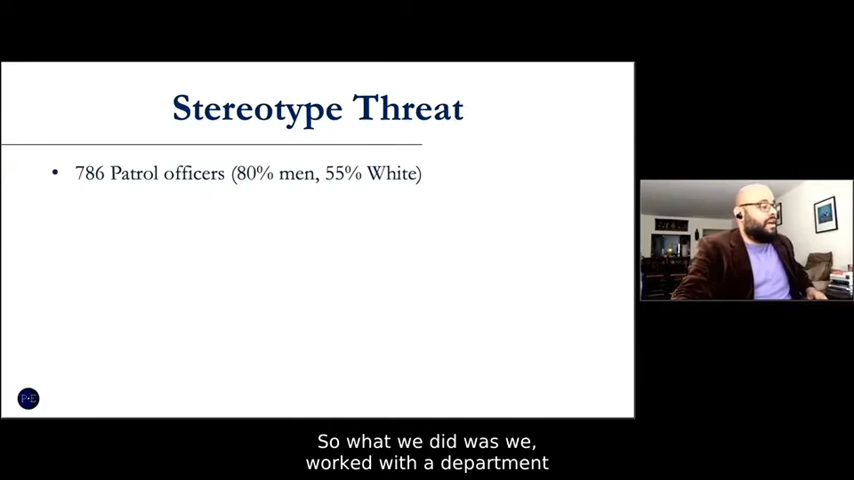 Stereotype Threat
• 786 Patrol officers (80% men, 55% White)
P•E
So what we did was we,
worked with a department